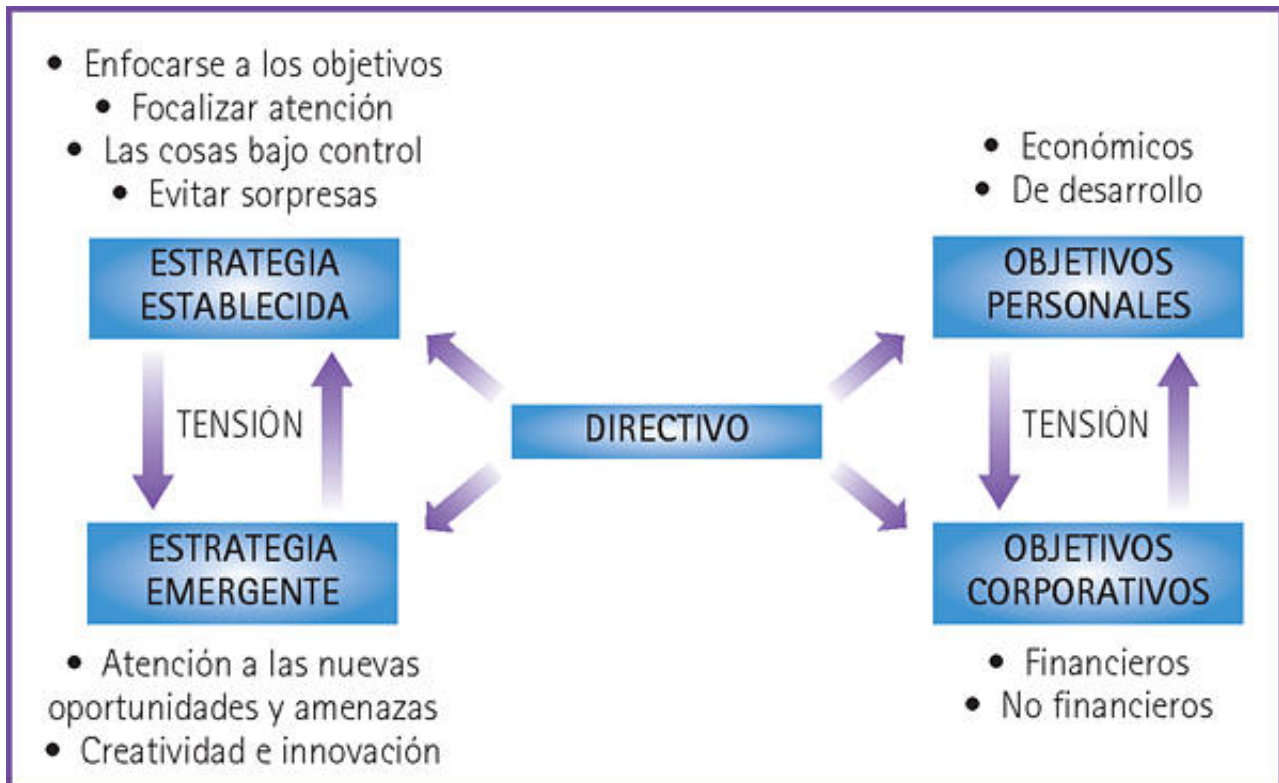 • Enfocarse a los objetivos
• Focalizar atención
• Las cosas bajo control
• Evitar sorpresas
ESTRATEGIA
ESTABLECIDA
TENSIÓN
ESTRATEGIA
EMERGENTE
• Atención a las nuevas
oportunidades y amenazas
• Creatividad e innovación
DIRECTIVO
• Económicos
• De desarrollo
OBJETIVOS
PERSONALES
TENSIÓN
OBJETIVOS
CORPORATIVOS
• Financieros
• No financieros